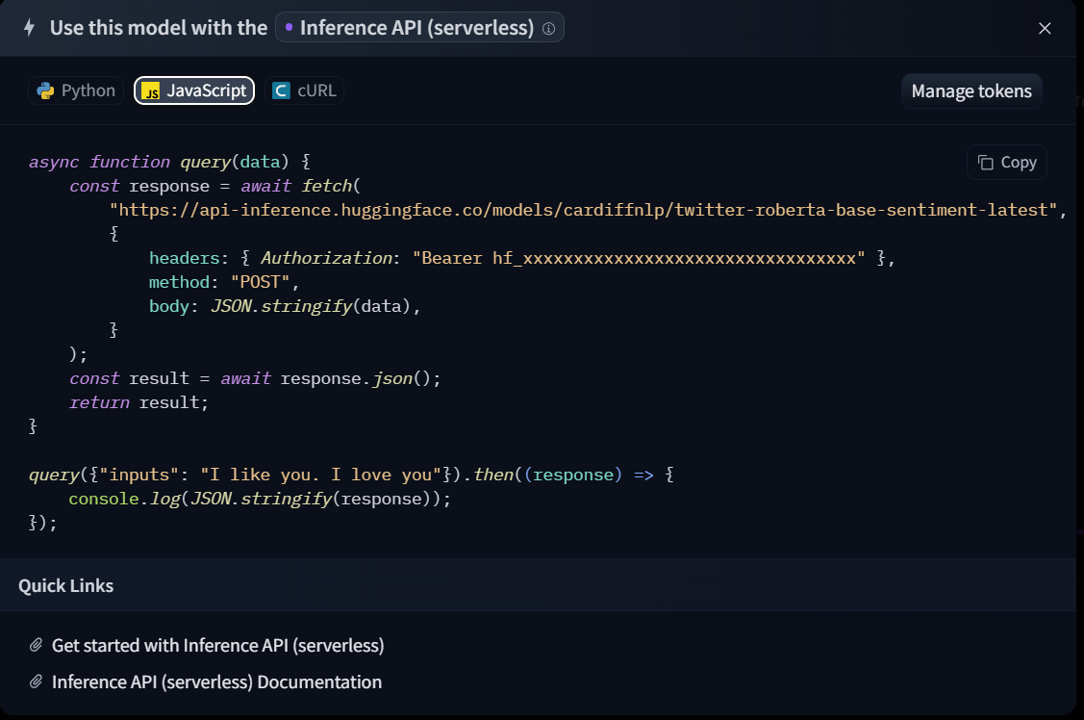 Use this model with the Inference API (serverless)
Python JavaScript cURL Manage tokens
Copy
async function query(data) {
    const response = await fetch(
        "https://api-inference.huggingface.co/models/cardiffnlp/twitter-roberta-base-sentiment-latest",
        {
            headers: { Authorization: "Bearer hf_xxxxxxxxxxxxxxxxxxxxxxxxxxxxxxxxx" },
            method: "POST",
            body: JSON.stringify(data),
        }
    );
    const result = await response.json();
    return result;
}
query({"inputs": "I like you. I love you"}).then((response) => {
    console.log(JSON.stringify(response));
});
Quick Links
Get started with Inference API (serverless)
Inference API (serverless) Documentation